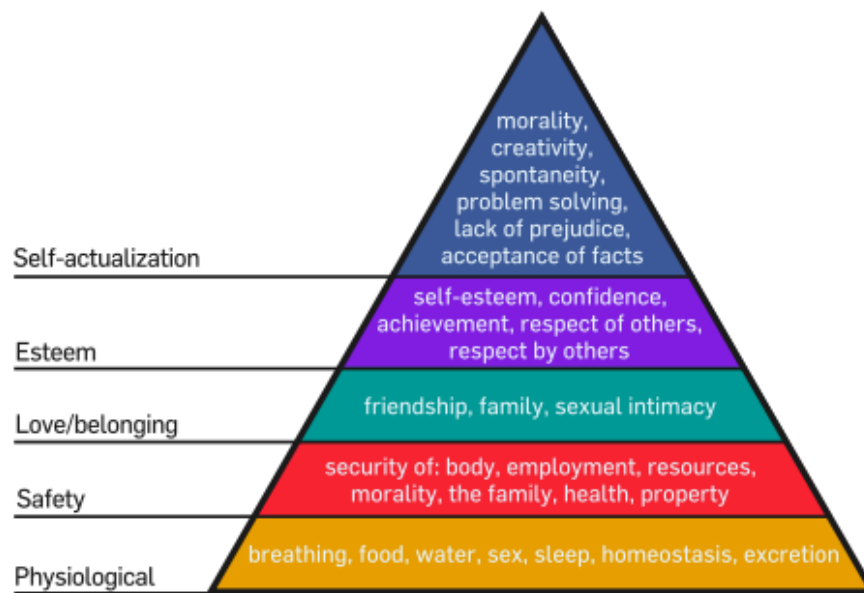 morality,
creativity,
spontaneity,
problem solving,
lack of prejudice,
acceptance of facts
Self-actualization
self-esteem, confidence,
achievement, respect of others,
respect by others
Esteem
friendship, family, sexual intimacy
Love/belonging
security of: body, employment, resources,
morality, the family, health, property
Safety
breathing, food, water, sex, sleep, homeostasis, excretion
Physiological